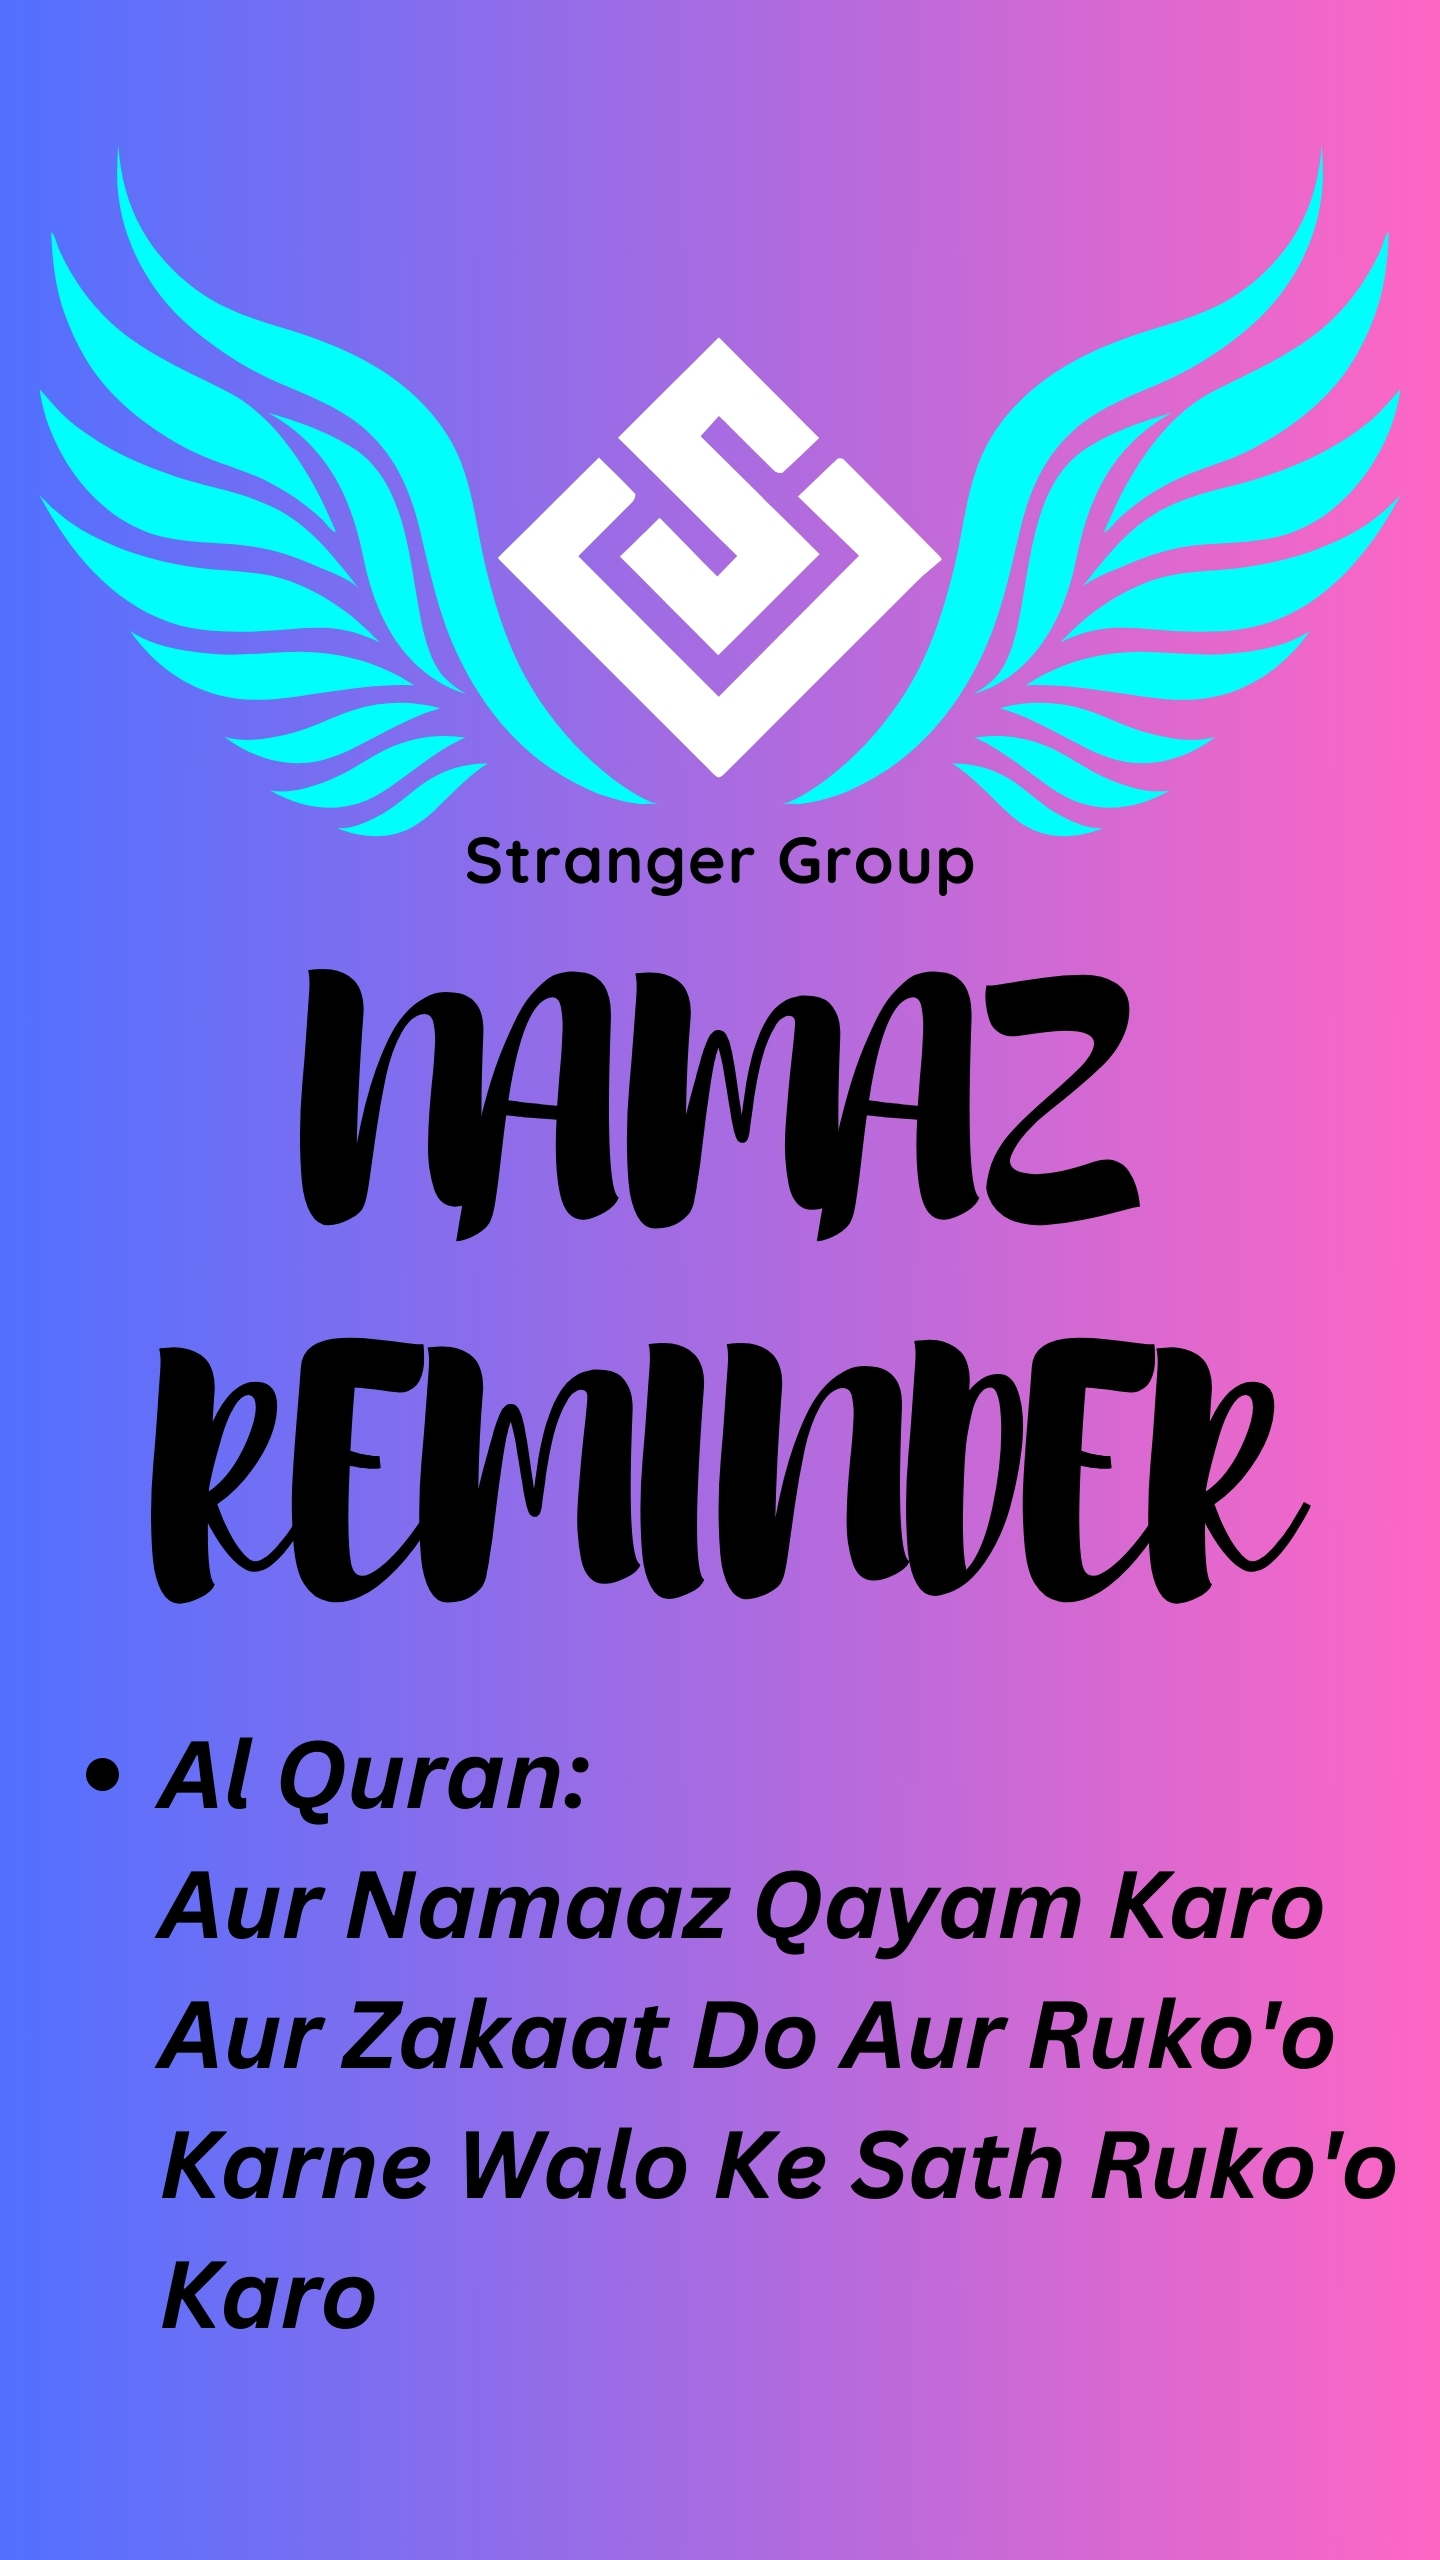 Stranger Group
NAMAZ
REMINDER
• Al Quran:
Aur Namaaz Qayam Karo
Aur Zakaat Do Aur Ruko'o
Karne Walo Ke Sath Ruko'o
Karo